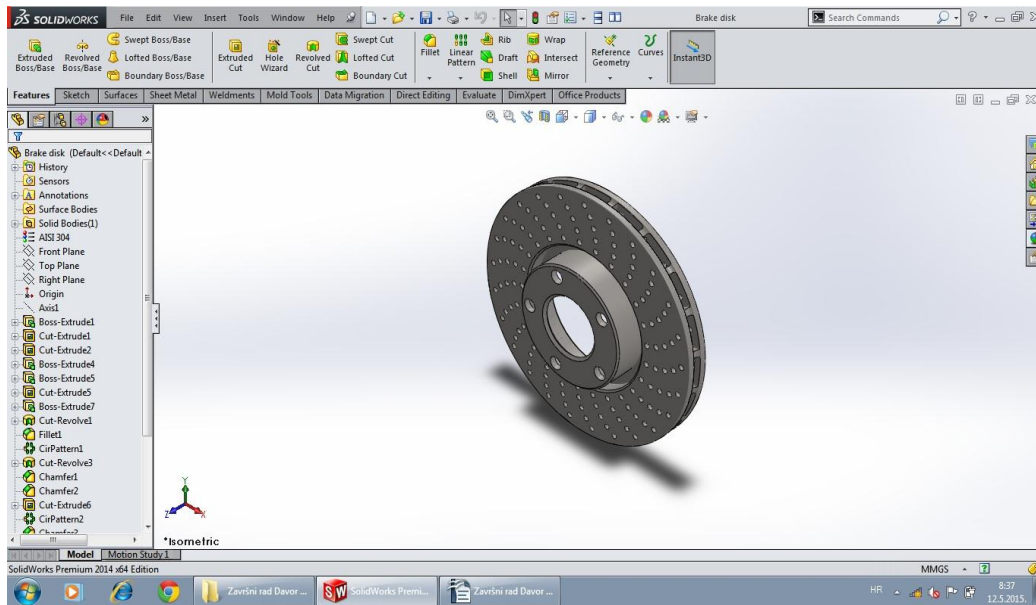 SOLIDWORKS File Edit View Insert Tools Window Help Brake disk Search Commands
Extruded Boss/Base
Revolved Boss/Base
Swept Boss/Base
Lofted Boss/Base
Boundary Boss/Base
Extruded Cut
Hole Wizard
Revolved Cut
Swept Cut
Lofted Cut
Boundary Cut
Fillet
Linear Pattern
Rib
Draft
Shell
Wrap
Intersect
Mirror
Reference Geometry
Curves
Instant3D
Features Sketch Surfaces Sheet Metal Weldments Mold Tools Data Migration Direct Editing Evaluate DimXpert Office Products
Brake disk (Default<<Default
History
Sensors
Annotations
Surface Bodies
Solid Bodies(1)
AISI 304
Front Plane
Top Plane
Right Plane
Origin
Axis1
Boss-Extrude1
Cut-Extrude1
Cut-Extrude2
Boss-Extrude4
Boss-Extrude5
Cut-Extrude5
Boss-Extrude7
Cut-Revolve1
Fillet1
CirPattern1
Cut-Revolve3
Chamfer1
Chamfer2
Cut-Extrude6
CirPattern2
Y
Z X
*Isometric
Model Motion Study 1
SolidWorks Premium 2014 x64 Edition MMGS
Završni rad Davor ... SolidWorks Premi... Završni rad Davor ... HR 8:37
12.5.2015.